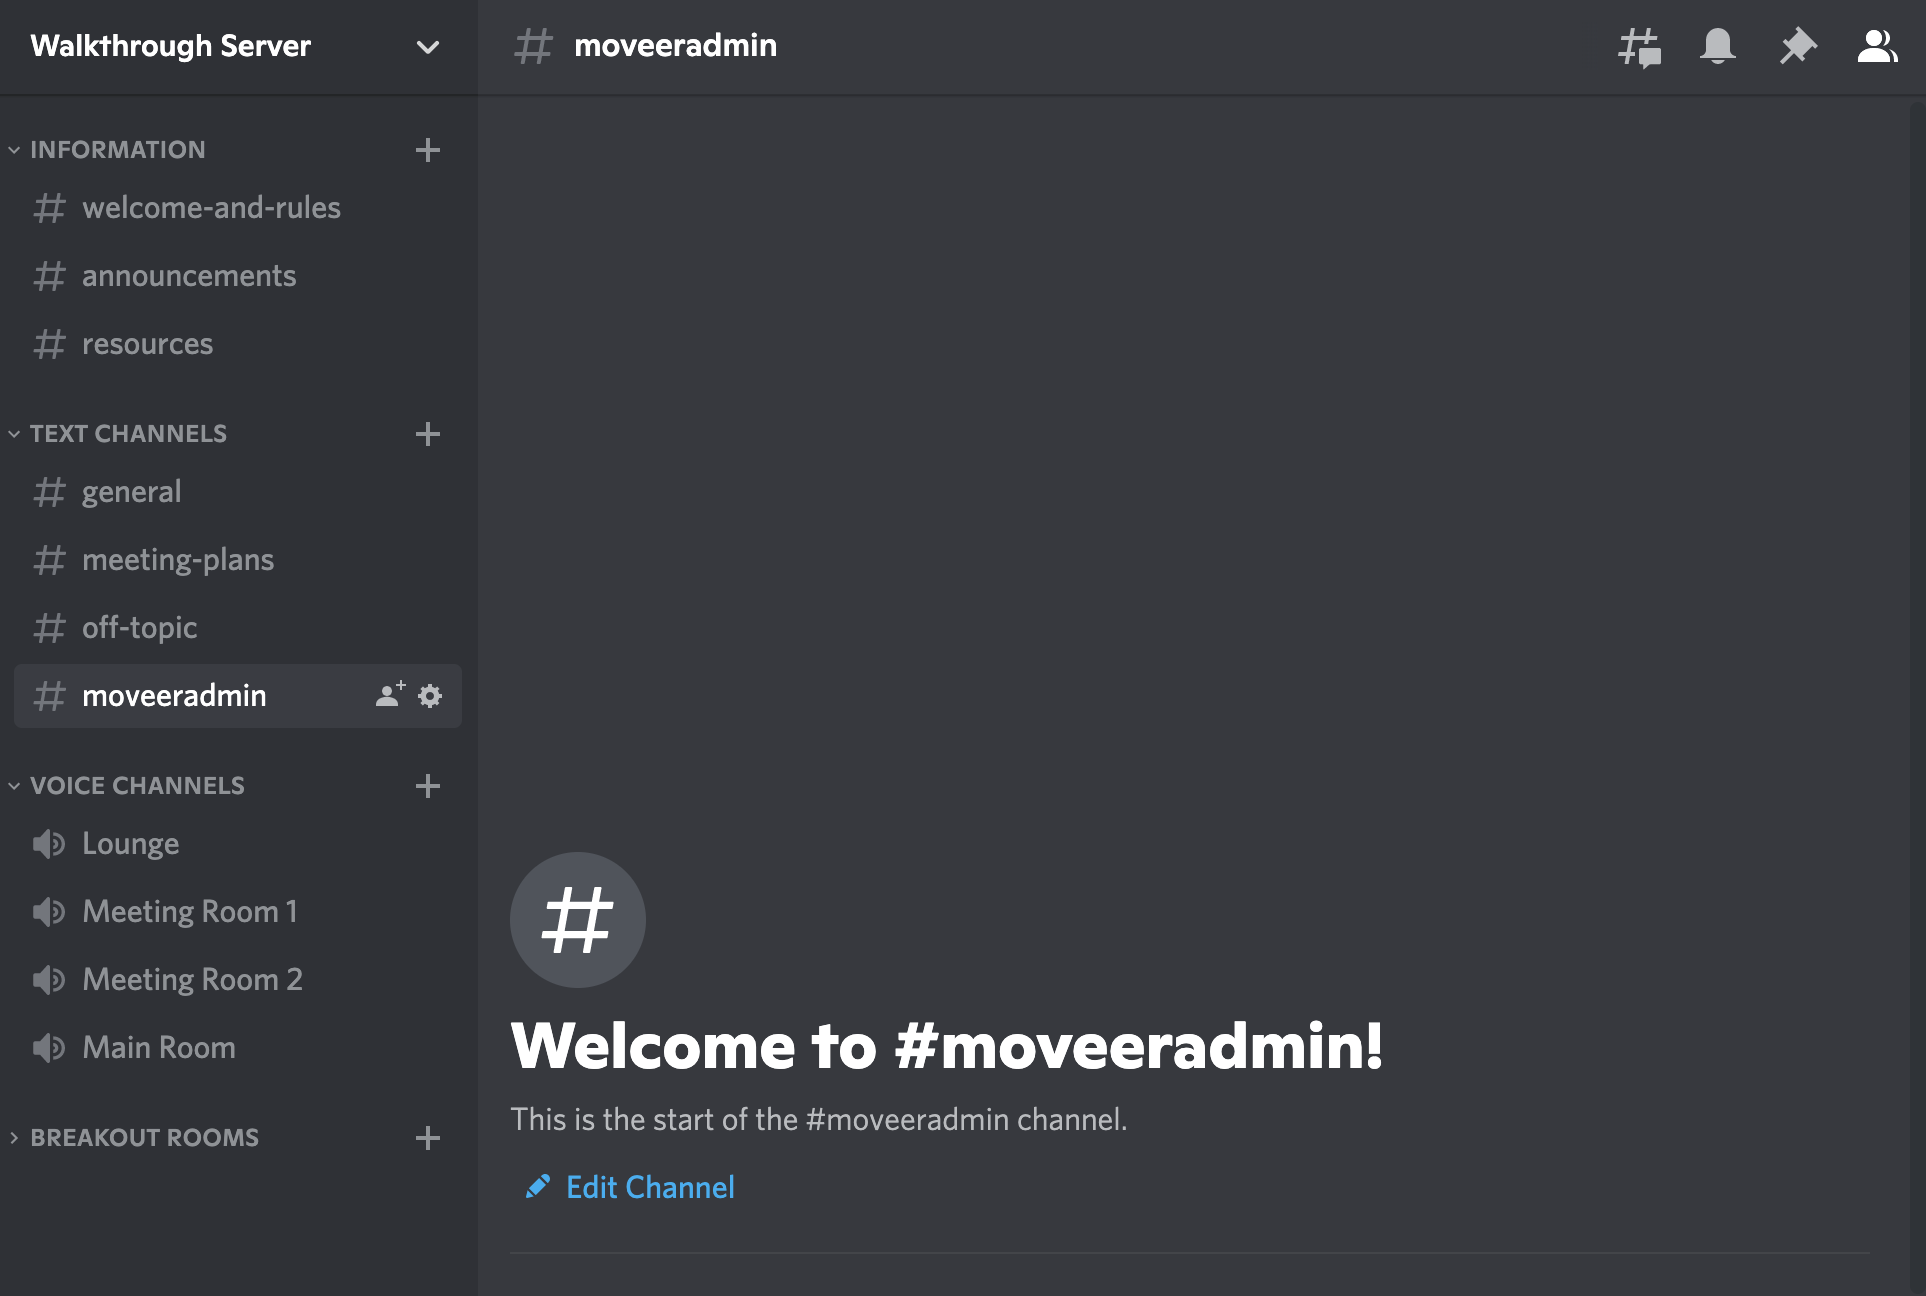 Walkthrough Server
# moveeradmin
INFORMATION
# welcome-and-rules
# announcements
# resources
TEXT CHANNELS
# general
# meeting-plans
# off-topic
# moveeradmin
VOICE CHANNELS
Lounge
Meeting Room 1
Meeting Room 2
Main Room
BREAKOUT ROOMS
#
Welcome to #moveeradmin!
This is the start of the #moveeradmin channel.
Edit Channel